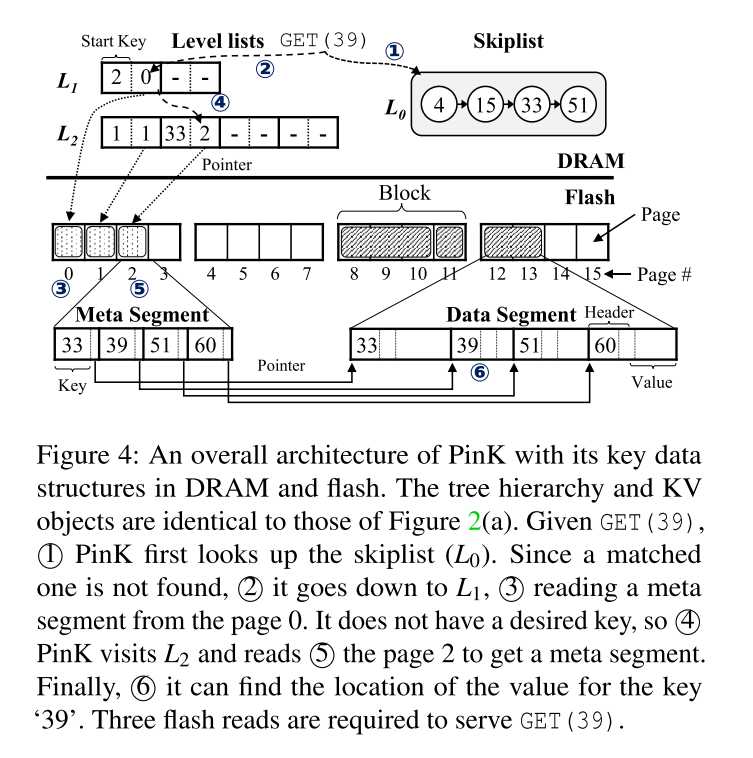 Start Key Level lists GET(39) Skiplist
① ②
L1 2 0 - -
④
L0 4 15 33 51
L2 1 1 33 2 - - - -
Pointer DRAM
Flash
Block
Page
0 1 2 3 4 5 6 7 8 9 10 11 12 13 14 15 Page #
③ ⑤
Meta Segment Data Segment Header
33 39 51 60 33 39 51 60
Key Pointer ⑥ Value
Figure 4: An overall architecture of PinK with its key data
structures in DRAM and flash. The tree hierarchy and KV
objects are identical to those of Figure 2(a). Given GET(39),
① PinK first looks up the skiplist (L0). Since a matched
one is not found, ② it goes down to L1, ③ reading a meta
segment from the page 0. It does not have a desired key, so ④
PinK visits L2 and reads ⑤ the page 2 to get a meta segment.
Finally, ⑥ it can find the location of the value for the key
‘39’. Three flash reads are required to serve GET(39).